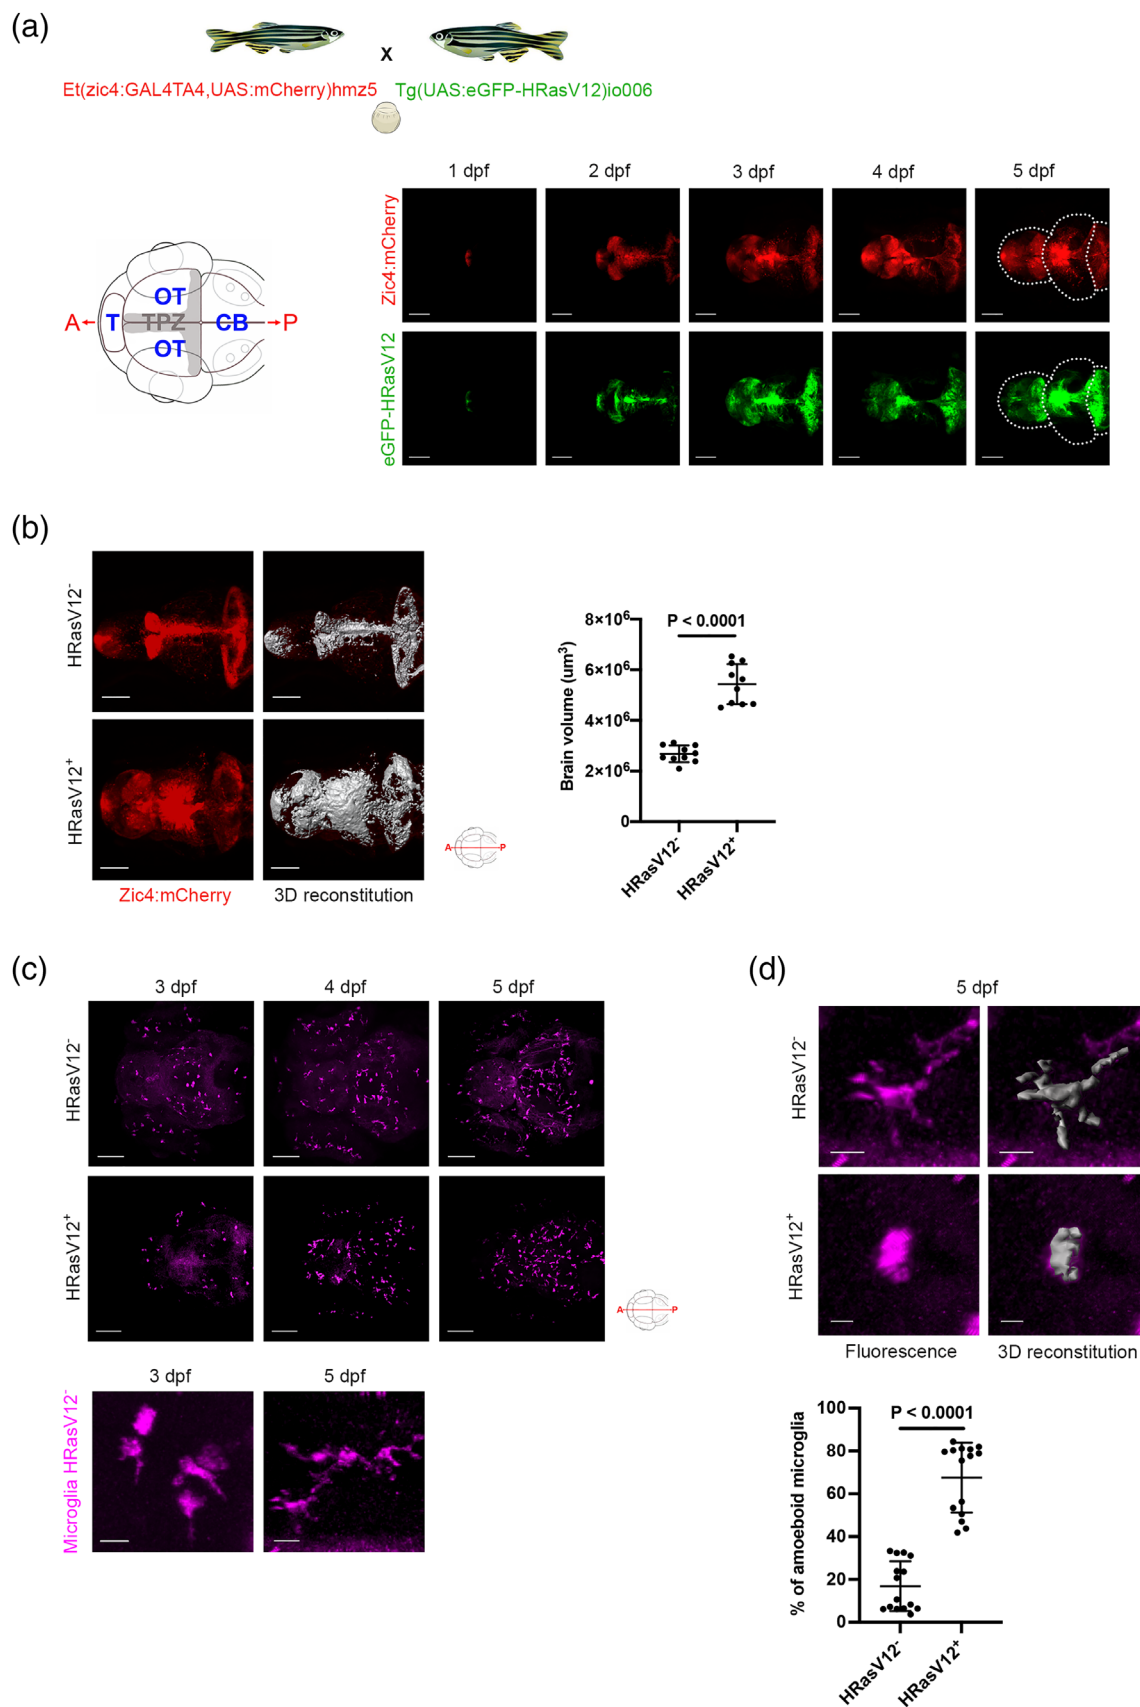 (a)
X
Et(zic4:GAL4TA4,UAS:mCherry)hmz5 Tg(UAS:eGFP-HRasV12)io006
1 dpf 2 dpf 3 dpf 4 dpf 5 dpf
Zic4:mCherry
eGFP-HRasV12
OT
A T TPZ CB P
OT
(b)
HRasV12-
HRasV12+
Zic4:mCherry 3D reconstitution
A P
P < 0.0001
Brain volume (um³)
8×10⁶
6×10⁶
4×10⁶
2×10⁶
0
HRasV12- HRasV12+
(c)
3 dpf 4 dpf 5 dpf
HRasV12-
HRasV12+
A P
3 dpf 5 dpf
Microglia HRasV12-
(d)
5 dpf
HRasV12-
HRasV12+
Fluorescence 3D reconstitution
P < 0.0001
% of amoeboid microglia
100
80
60
40
20
0
HRasV12- HRasV12+